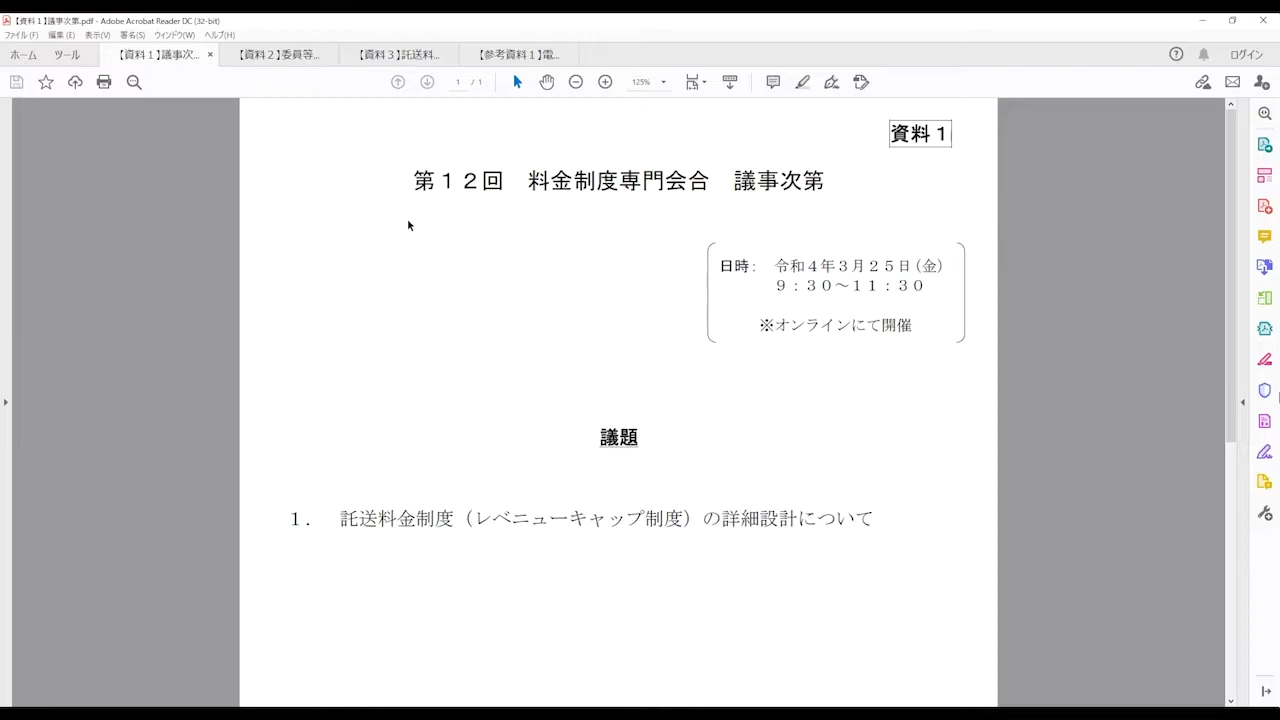 【資料１】議事次第.pdf - Adobe Acrobat Reader DC (32-bit)
ファイル(F) 編集(E) 表示(V) 署名(S) ウィンドウ(W) ヘルプ(H)
ホーム ツール 【資料１】議事次... × 【資料２】委員等... 【資料３】託送料... 【参考資料１】電... ログイン
1 / 1 125%
資料１
第１２回　料金制度専門会合　議事次第
日時：　令和４年３月２５日（金）
９：３０～１１：３０
※オンラインにて開催
議題
１．　託送料金制度（レベニューキャップ制度）の詳細設計について